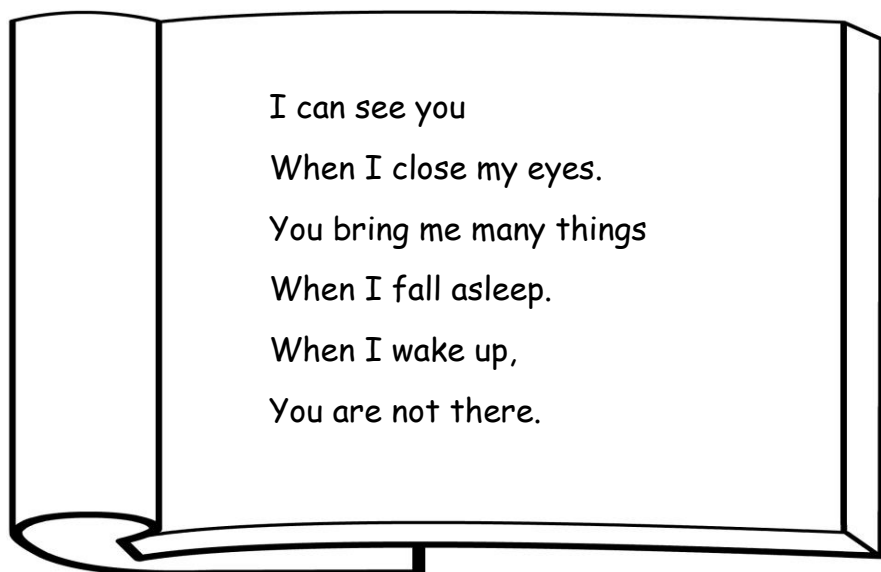 I can see you
When I close my eyes.
You bring me many things
When I fall asleep.
When I wake up,
You are not there.